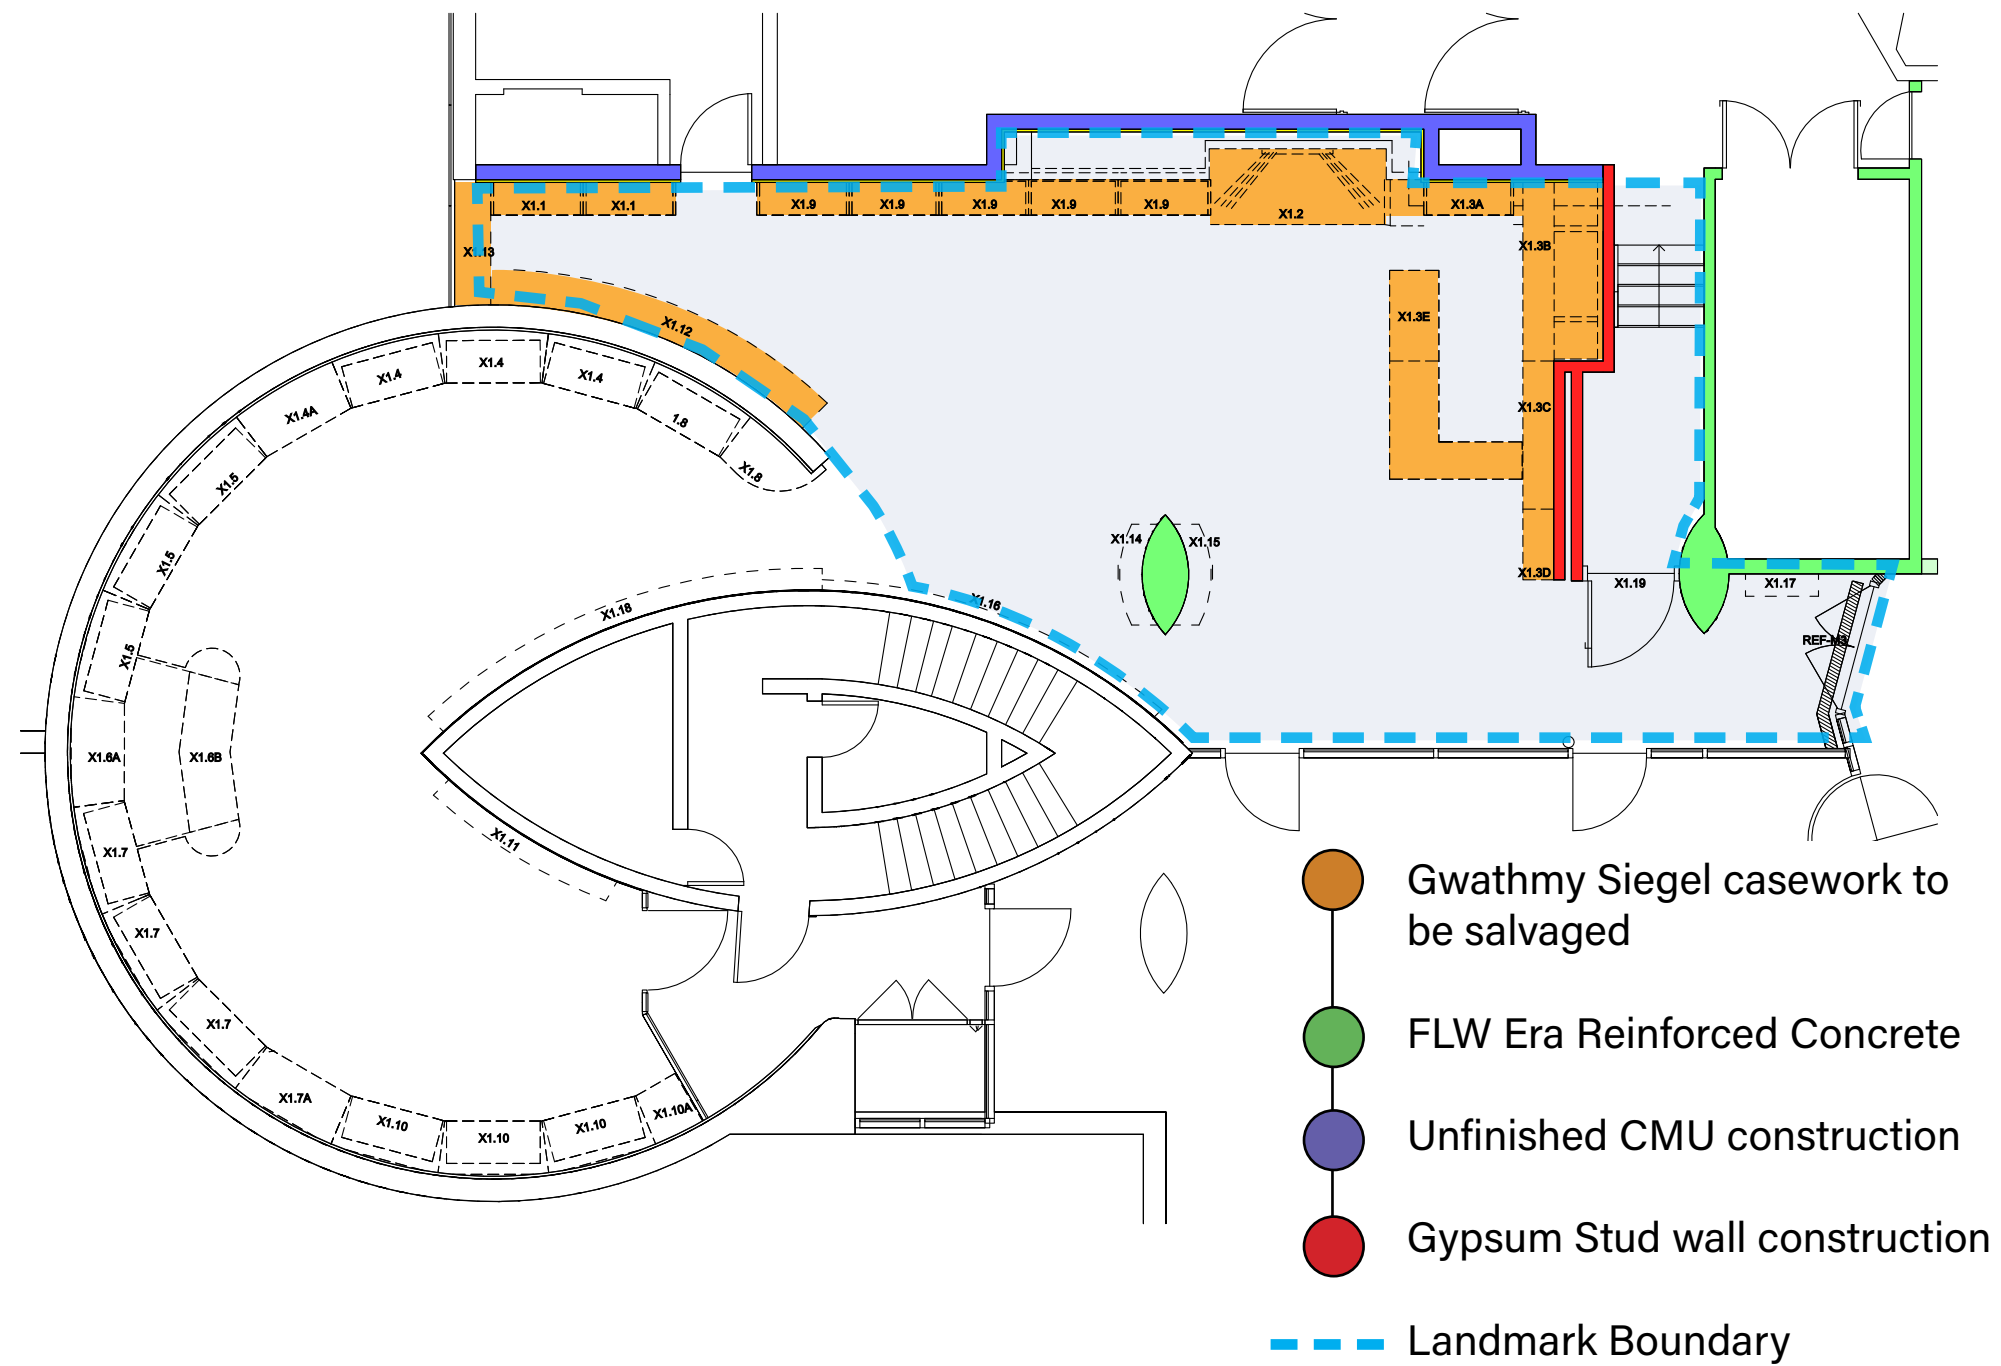 X1.1
X1.1
X1.9
X1.9
X1.9
X1.9
X1.9
X1.2
X1.3A
X1.13
X1.3B
X1.12
X1.3E
X1.4
X1.4
X1.4
X1.4A
1.8
X1.3C
X1.8
X1.5
X1.14
X1.15
X1.5
X1.3D
X1.19
X1.17
X1.18
X1.16
X1.5
REF-M3
X1.6A
X1.6B
X1.7
X1.11
X1.7
X1.7
X1.7A
X1.10
X1.10
X1.10
X1.10A
Gwathmy Siegel casework to
be salvaged
FLW Era Reinforced Concrete
Unfinished CMU construction
Gypsum Stud wall construction
Landmark Boundary